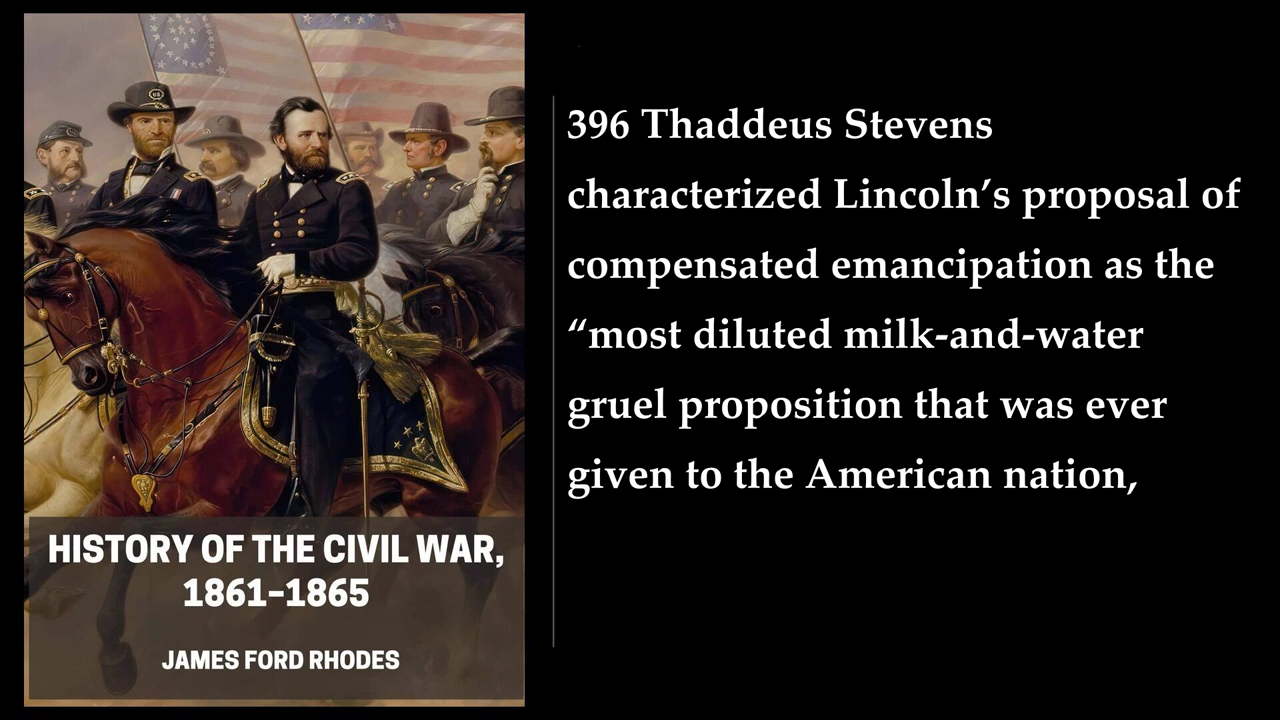 HISTORY OF THE CIVIL WAR,
1861–1865
JAMES FORD RHODES
396 Thaddeus Stevens
characterized Lincoln’s proposal of
compensated emancipation as the
“most diluted milk-and-water
gruel proposition that was ever
given to the American nation,